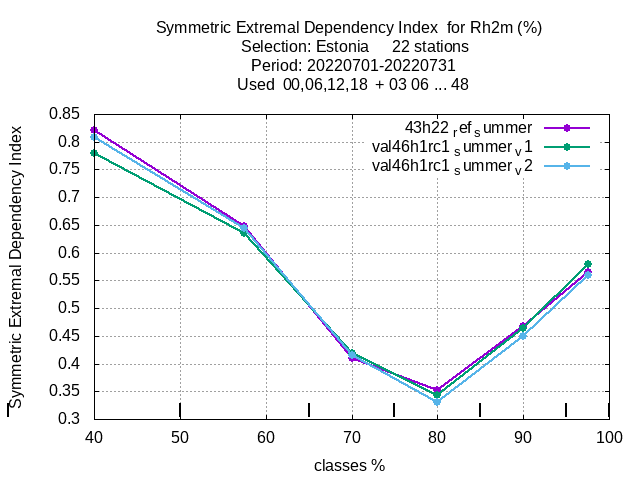 Symmetric Extremal Dependency Index for Rh2m (%)
Selection: Estonia 22 stations
Period: 20220701-20220731
Used 00,06,12,18 + 03 06 ... 48
Symmetric Extremal Dependency Index
0.85
0.8
0.75
0.7
0.65
0.6
0.55
0.5
0.45
0.4
0.35
0.3
43h22 ref summer
val46h1rc1 summer v1
val46h1rc1 summer v2
40 50 60 70 80 90 100
classes %